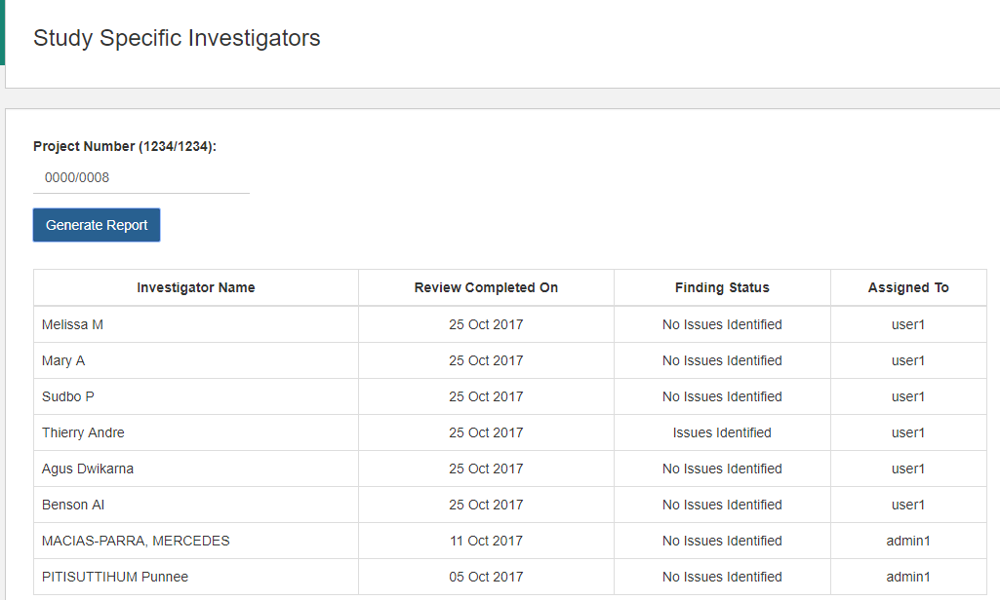 Study Specific Investigators
Project Number (1234/1234):
0000/0008
Generate Report
Investigator Name Review Completed On Finding Status Assigned To
Melissa M 25 Oct 2017 No Issues Identified user1
Mary A 25 Oct 2017 No Issues Identified user1
Sudbo P 25 Oct 2017 No Issues Identified user1
Thierry Andre 25 Oct 2017 Issues Identified user1
Agus Dwikarna 25 Oct 2017 No Issues Identified user1
Benson Al 25 Oct 2017 No Issues Identified user1
MACIAS-PARRA, MERCEDES 11 Oct 2017 No Issues Identified admin1
PITISUTTIHUM Punnee 05 Oct 2017 No Issues Identified admin1